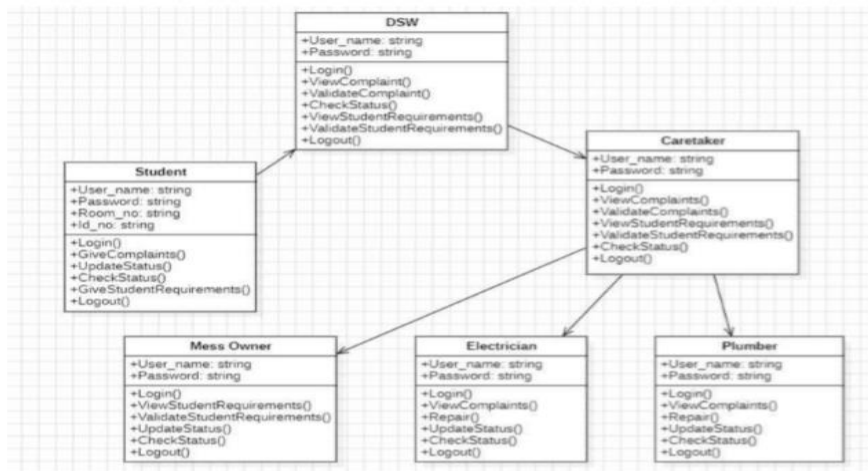 DSW
+User_name: string
+Password: string
+Login()
+ViewComplaint()
+ValidateComplaint()
+CheckStatus()
+ViewStudentRequirements()
+ValidateStudentRequirements()
+Logout()
Student
+User_name: string
+Password: string
+Room_no: string
+Id_no: string
+Login()
+GiveComplaints()
+UpdateStatus()
+CheckStatus()
+GiveStudentRequirements()
+Logout()
Caretaker
+User_name: string
+Password: string
+Login()
+ViewComplaints()
+ValidateComplaints()
+ViewStudentRequirements()
+ValidateStudentRequirements()
+CheckStatus()
+Logout()
Mess Owner
+User_name: string
+Password: string
+Login()
+ViewStudentRequirements()
+ValidateStudentRequirements()
+UpdateStatus()
+CheckStatus()
+Logout()
Electrician
+User_name: string
+Password: string
+Login()
+ViewComplaints()
+Repair()
+UpdateStatus()
+CheckStatus()
+Logout()
Plumber
+User_name: string
+Password: string
+Login()
+ViewComplaints()
+Repair()
+UpdateStatus()
+CheckStatus()
+Logout()